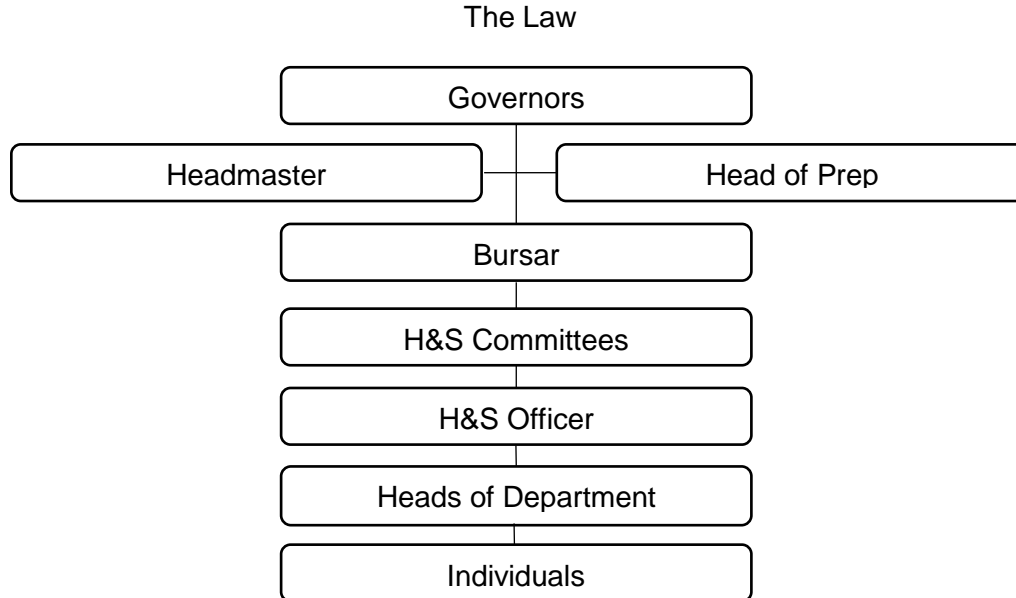 The Law
Governors
Headmaster
Head of Prep
Bursar
H&S Committees
H&S Officer
Heads of Department
Individuals